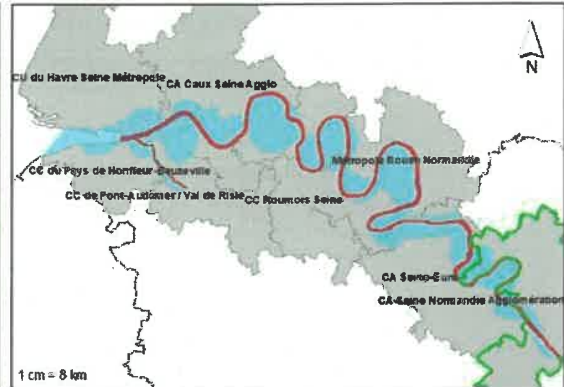 N
CU du Havre Seine Métropole
CA Caux Seine Agglo
Métropole Rouen Normandie
CC du Pays de Honfleur-Beuzeville
CC de Pont-Audemer / Val de Risle
CC Roumois Seine
CA Seine-Eure
CA Seine Normandie Agglomération
1 cm = 8 km